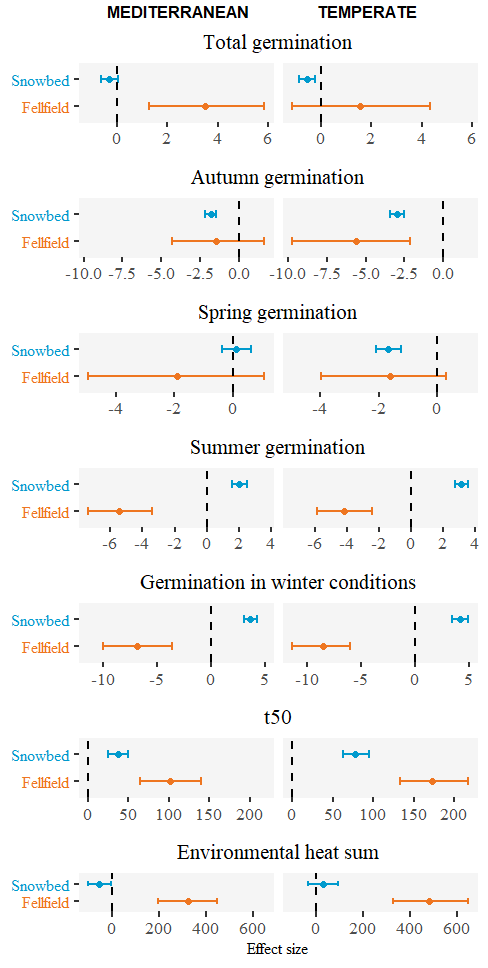 MEDITERRANEAN TEMPERATE
Total germination
Snowbed
Fellfield
0 2 4 6 0 2 4 6
Autumn germination
Snowbed
Fellfield
-10.0 -7.5 -5.0 -2.5 0.0 -10.0 -7.5 -5.0 -2.5 0.0
Spring germination
Snowbed
Fellfield
-4 -2 0 -4 -2 0
Summer germination
Snowbed
Fellfield
-6 -4 -2 0 2 4 -6 -4 -2 0 2 4
Germination in winter conditions
Snowbed
Fellfield
-10 -5 0 5 -10 -5 0 5
t50
Snowbed
Fellfield
0 50 100 150 200 0 50 100 150 200
Environmental heat sum
Snowbed
Fellfield
0 200 400 600 0 200 400 600
Effect size